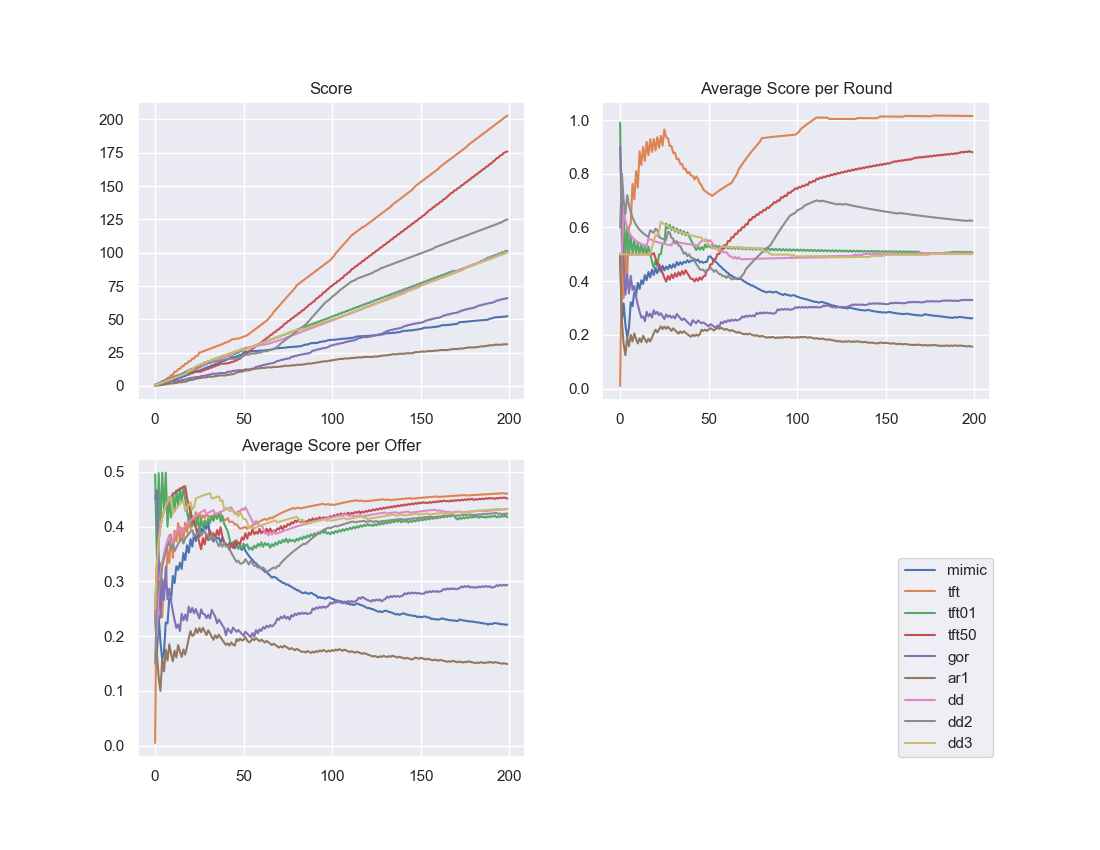 Score
200
175
150
125
100
75
50
25
0
0 50 100 150 200
Average Score per Round
1.0
0.8
0.6
0.4
0.2
0.0
0 50 100 150 200
Average Score per Offer
0.5
0.4
0.3
0.2
0.1
0.0
0 50 100 150 200
mimic
tft
tft01
tft50
gor
ar1
dd
dd2
dd3